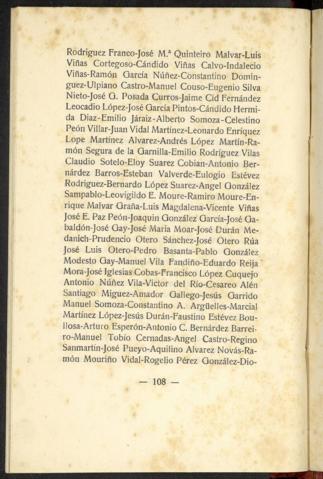 Rodríguez Franco-José M.ª Quinteiro Malvar-Luis
Viñas Cortegoso-Cándido Viñas Calvo-Indalecio
Viñas-Ramón García Núñez-Constantino Domin-
guez-Ulpiano Castro-Manuel Couso-Eugenio Silva
Nieto-José G. Posada Curros-Jaime Cid Fernández
Leocadio López-José García Pintos-Cándido Hermi-
da Diaz-Emilio Járaiz-Alberto Somoza-Celestino
Peón Villar-Juan Vidal Martínez-Leonardo Enríquez
Lope Martínez Alvarez-Andrés López Martín-Ra-
món Segura de la Garnilla-Emilio Rodríguez Vilas
Claudio Sotelo-Eloy Suarez Cobian-Antonio Ber-
nárdez Barros-Esteban Valverde-Eulogio Estévez
Rodríguez-Bernardo López Suarez-Angel González
Sampablo-Leovigildo E. Moure-Ramiro Moure-En-
rique Malvar Graña-Luis Magdalena-Vicente Viñas
José E. Paz Peón-Joaquin González García-José Ga-
baldón-José Gay-José María Moar-José Durán Me-
danich-Prudencio Otero Sánchez-José Otero Rúa
José Luis Otero-Pedro Basanta-Pablo González
Modesto Gay-Manuel Vila Fandiño-Eduardo Reija
Mora-José Iglesias Cobas-Francisco López Cuquejo
Antonio Núñez Vila-Victor del Río-Cesareo Alén
Santiago Míguez-Amador Gallego-Jesús Garrido
Manuel Somoza-Constantino A. Argüelles-Marcial
Martínez López-Jesús Durán-Faustino Estévez Bou-
llosa-Arturo Esperón-Antonio C. Bernárdez Barrei-
ro-Manuel Tobío Cernadas-Angel Castro-Regino
Sanmartín-José Pueyo-Aquilino Alvarez Novás-Ra-
món Mouriño Vidal-Rogelio Pérez González-Dio-
— 108 —